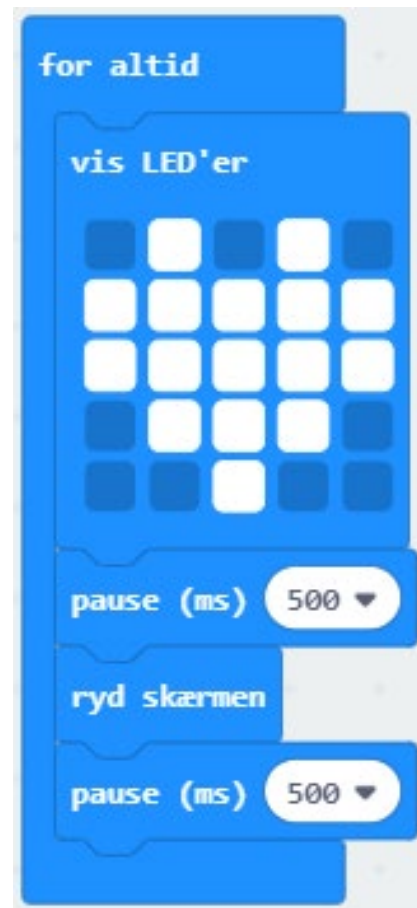 for altid
vis LED'er
pause (ms) 500
ryd skærmen
pause (ms) 500